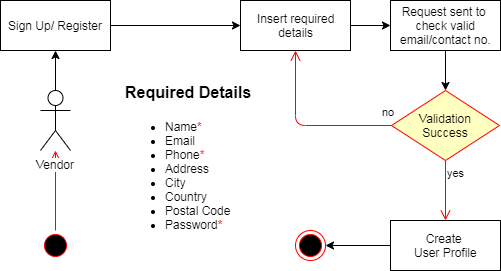 Sign Up/ Register
Insert required
details
Request sent to
check valid
email/contact no.
Required Details
no
Validation
Success
Name*
Email
Phone*
Address
City
Country
Postal Code
Password*
Vendor
yes
Create
User Profile